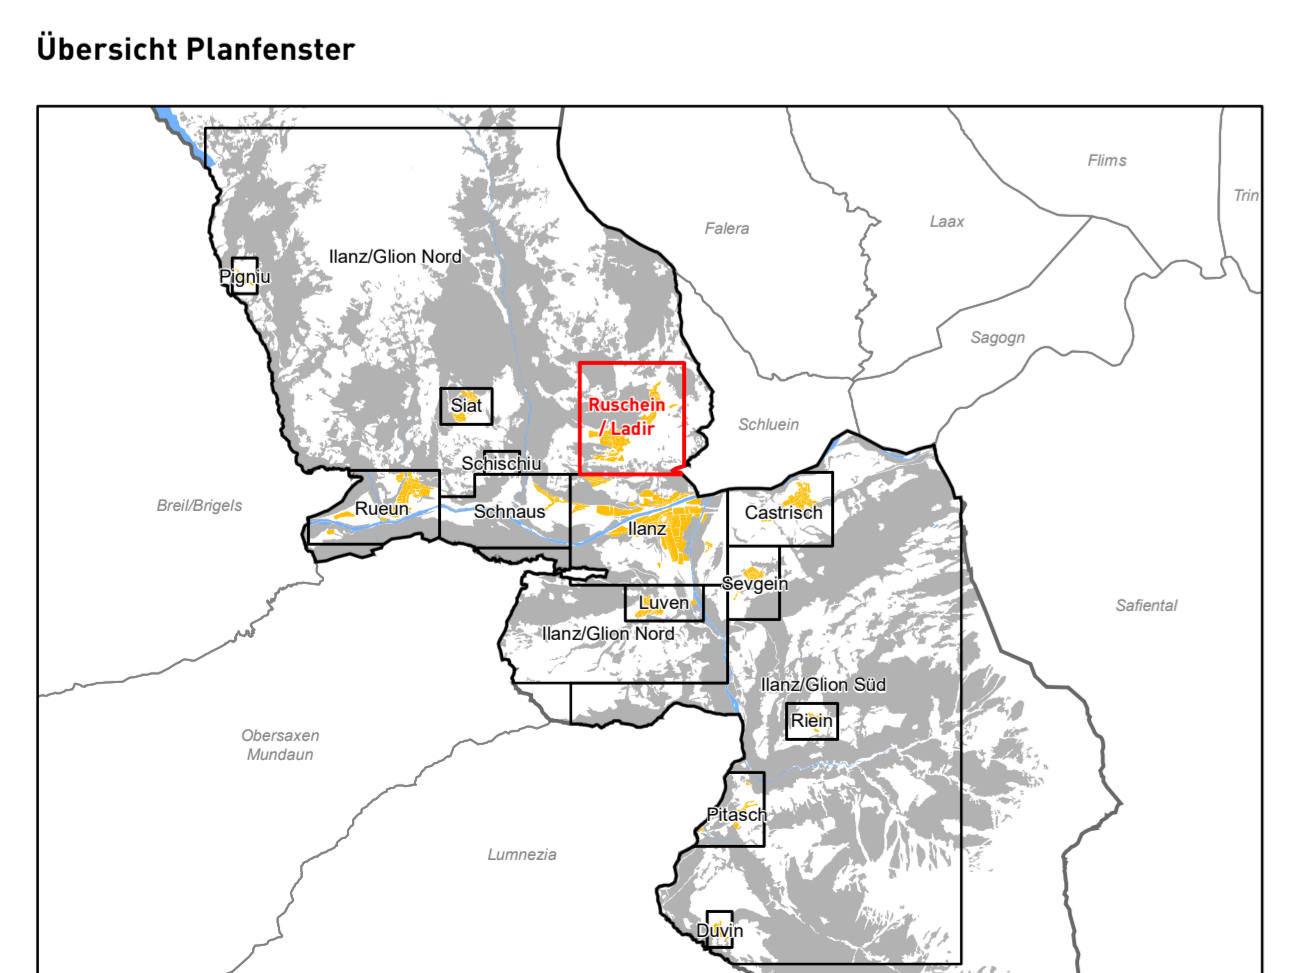 Übersicht Planfenster
Flims
Trin
Laax
Falera
Ilanz/Glion Nord
Pigniu
Sagogn
Siat
Ruschein
/ Ladir
Schluein
Schischiu
Breil/Brigels
Rueun
Schnaus
Castrisch
Ilanz
Sevgein
Luven
Safiental
Ilanz/Glion Nord
Ilanz/Glion Süd
Riein
Obersaxen
Mundaun
Pitasch
Lumnezia
Duvin